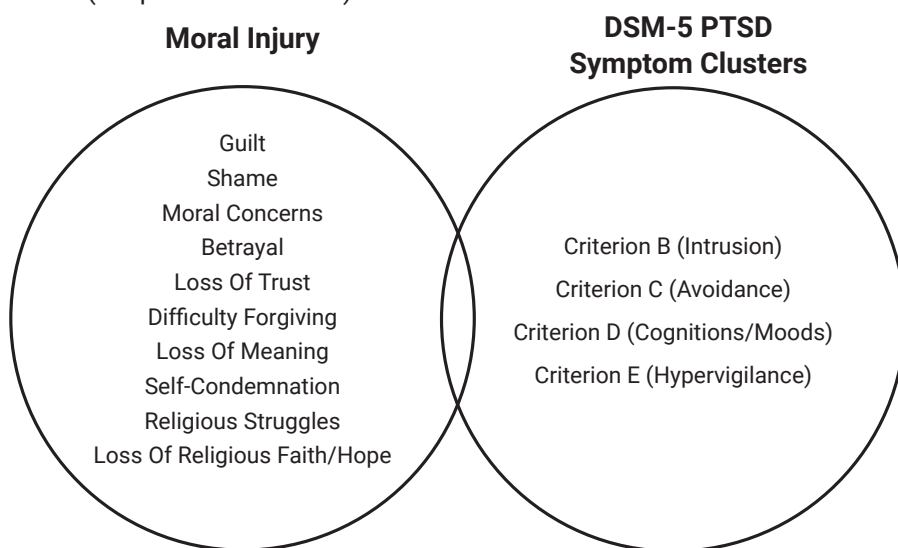 Moral Injury
DSM-5 PTSD
Symptom Clusters
Guilt
Shame
Moral Concerns
Betrayal
Loss Of Trust
Difficulty Forgiving
Loss Of Meaning
Self-Condemnation
Religious Struggles
Loss Of Religious Faith/Hope
Criterion B (Intrusion)
Criterion C (Avoidance)
Criterion D (Cognitions/Moods)
Criterion E (Hypervigilance)